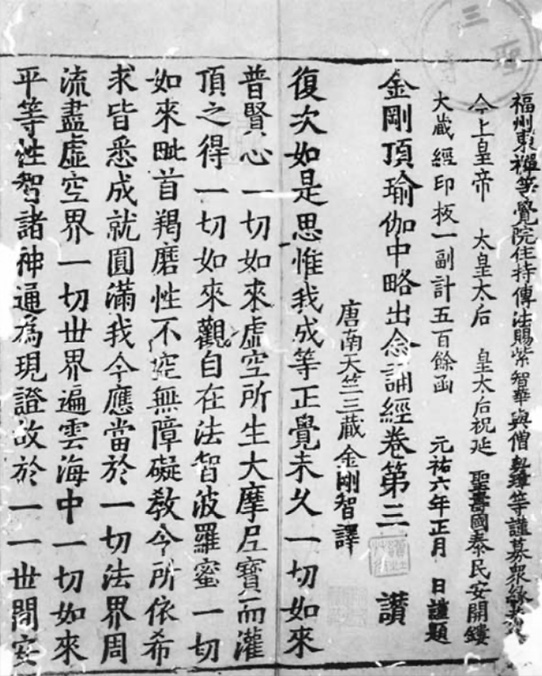 福州東禪等覺院住持傳法賜紫智華與僧契璋等謹募衆緣
今上皇帝　太皇太后　皇太后祝延　聖壽國泰民安開鏤
大藏經印板一副計五百餘函　元祐六年正月　日謹題
金剛頂瑜伽中略出念誦經卷第三　讚
唐南天竺三藏金剛智譯
復次如是思惟我成等正覺未久一切如來
普賢心一切如來虛空所生大摩尼寶而灌
頂之得一切如來觀自在法智波羅蜜一切
如來毗首羯磨性不空無障礙敎令所依希
求皆悉成就圓滿我今應當於一切法界周
流盡虛空界一切世界遍雲海中一切如來
平等性智諸神通為現證故於一一世間空
三